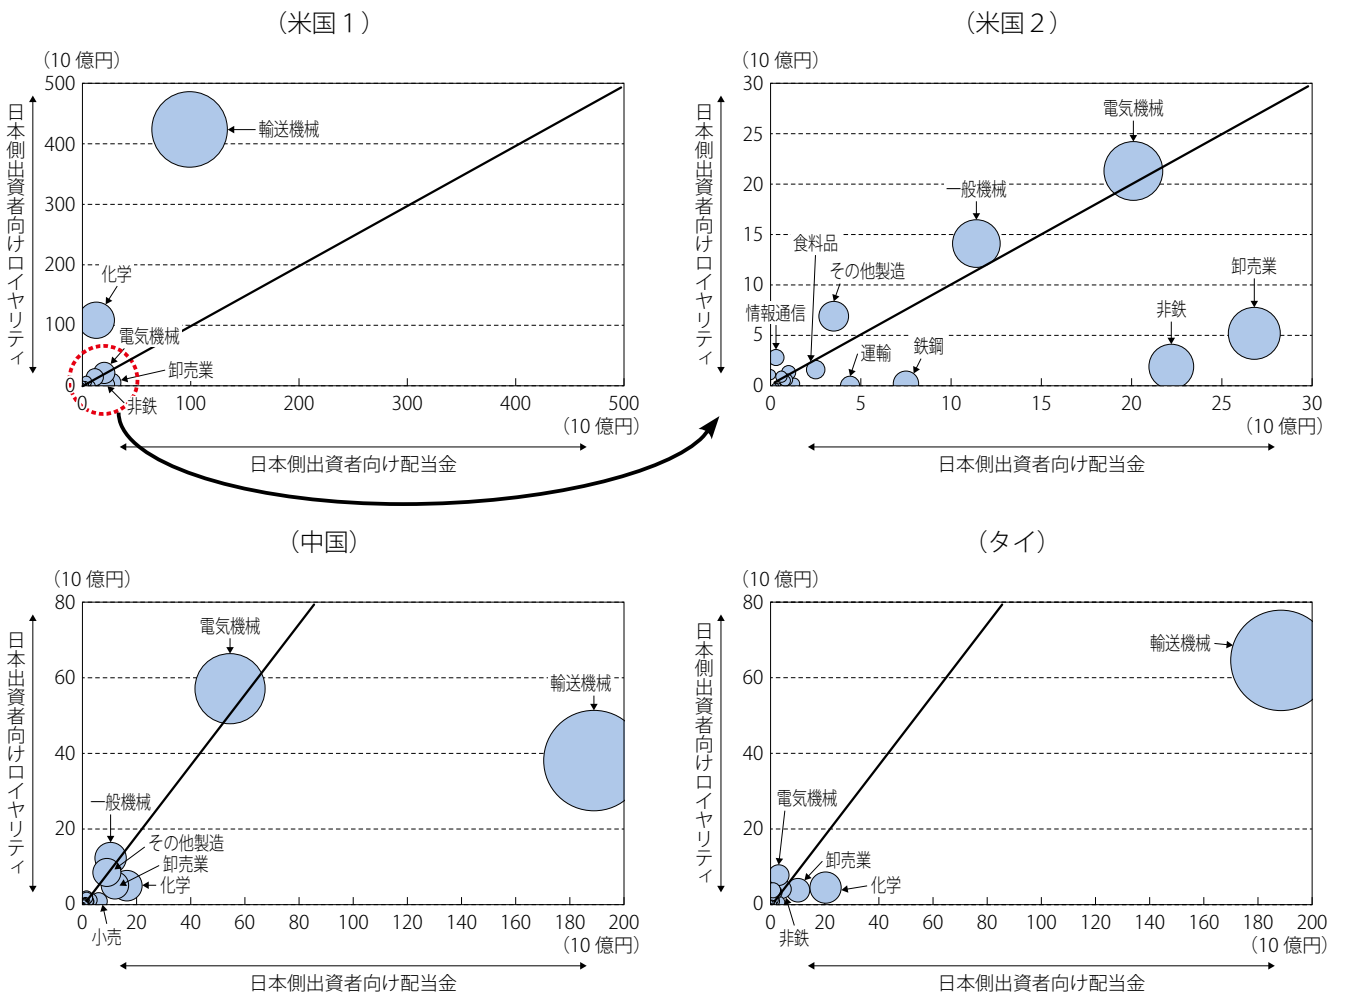 （米国１）
（10 億円）
500
400
300
200
100
0
日本側出資者向けロイヤリティ
輸送機械
化学
電気機械
卸売業
非鉄
0
100
200
300
400
500
（10 億円）
日本側出資者向け配当金
（米国２）
（10 億円）
30
25
20
15
10
5
0
日本側出資者向けロイヤリティ
電気機械
一般機械
食料品
その他製造
情報通信
卸売業
非鉄
運輸
鉄鋼
0
5
10
15
20
25
30
（10 億円）
日本側出資者向け配当金
（中国）
（10 億円）
80
60
40
20
0
日本出資者向けロイヤリティ
電気機械
輸送機械
一般機械
その他製造
卸売業
化学
小売
0
20
40
60
80
100
120
140
160
180
200
（10 億円）
日本側出資者向け配当金
（タイ）
（10 億円）
80
60
40
20
0
日本側出資者向けロイヤリティ
輸送機械
電気機械
卸売業
化学
非鉄
0
20
40
60
80
100
120
140
160
180
200
（10 億円）
日本側出資者向け配当金